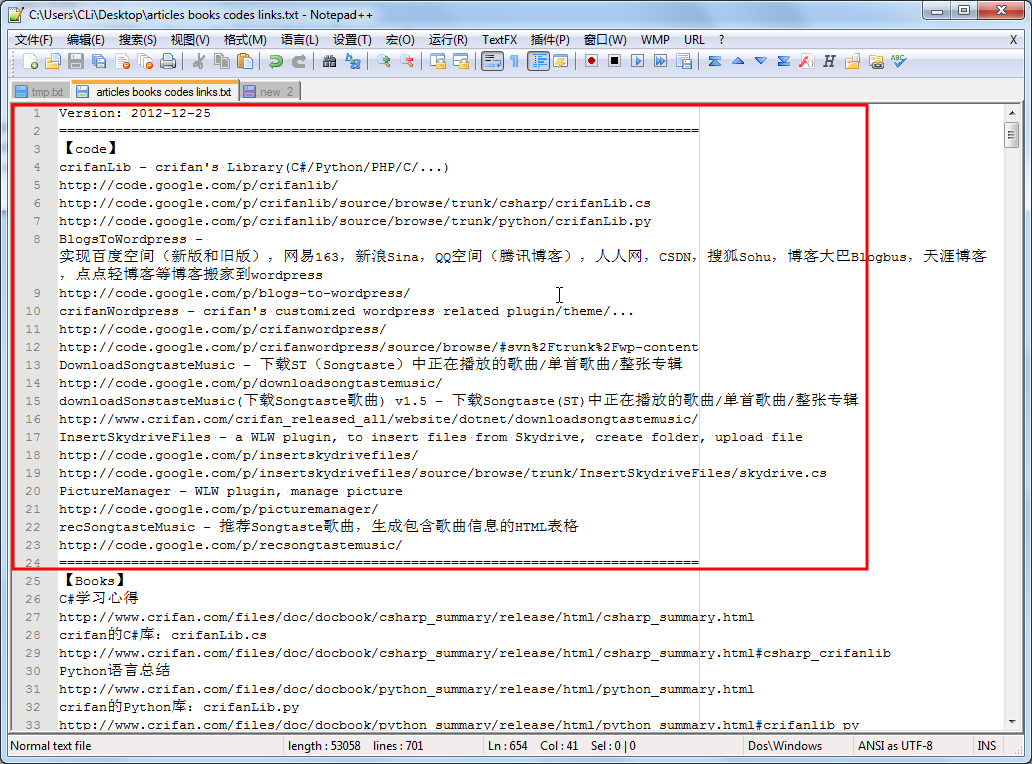 C:\Users\CLi\Desktop\articles books codes links.txt - Notepad++
文件(F) 编辑(E) 搜索(S) 视图(V) 格式(M) 语言(L) 设置(T) 宏(O) 运行(R) TextFX 插件(P) 窗口(W) WMP URL ? X
tmp.txt articles books codes links.txt new 2
1 Version: 2012-12-25
2 ================================================================================
3 【code】
4 crifanLib - crifan's Library(C#/Python/PHP/C/...)
5 http://code.google.com/p/crifanlib/
6 http://code.google.com/p/crifanlib/source/browse/trunk/csharp/crifanLib.cs
7 http://code.google.com/p/crifanlib/source/browse/trunk/python/crifanLib.py
8 BlogsToWordpress -
实现百度空间（新版和旧版），网易163，新浪Sina，QQ空间（腾讯博客），人人网，CSDN，搜狐Sohu，博客大巴Blogbus，天涯博客
，点点轻博客等博客搬家到wordpress
9 http://code.google.com/p/blogs-to-wordpress/
10 crifanWordpress - crifan's customized wordpress related plugin/theme/...
11 http://code.google.com/p/crifanwordpress/
12 http://code.google.com/p/crifanwordpress/source/browse/#svn%2Ftrunk%2Fwp-content
13 DownloadSongtasteMusic - 下载ST（Songtaste）中正在播放的歌曲/单首歌曲/整张专辑
14 http://code.google.com/p/downloadsongtastemusic/
15 downloadSonstasteMusic(下载Songtaste歌曲) v1.5 - 下载Songtaste(ST)中正在播放的歌曲/单首歌曲/整张专辑
16 http://www.crifan.com/crifan_released_all/website/dotnet/downloadsongtastemusic/
17 InsertSkydriveFiles - a WLW plugin, to insert files from Skydrive, create folder, upload file
18 http://code.google.com/p/insertskydrivefiles/
19 http://code.google.com/p/insertskydrivefiles/source/browse/trunk/InsertSkydriveFiles/skydrive.cs
20 PictureManager - WLW plugin, manage picture
21 http://code.google.com/p/picturemanager/
22 recSongtasteMusic - 推荐Songtaste歌曲，生成包含歌曲信息的HTML表格
23 http://code.google.com/p/recsongtastemusic/
24 ================================================================================
25 【Books】
26 C#学习心得
27 http://www.crifan.com/files/doc/docbook/csharp_summary/release/html/csharp_summary.html
28 crifan的C#库：crifanLib.cs
29 http://www.crifan.com/files/doc/docbook/csharp_summary/release/html/csharp_summary.html#csharp_crifanlib
30 Python语言总结
31 http://www.crifan.com/files/doc/docbook/python_summary/release/html/python_summary.html
32 crifan的Python库：crifanLib.py
33 http://www.crifan.com/files/doc/docbook/python_summary/release/html/python_summary.html#crifanlib_py
Normal text file length : 53058 lines : 701 Ln : 654 Col : 41 Sel : 0 | 0 Dos\Windows ANSI as UTF-8 INS